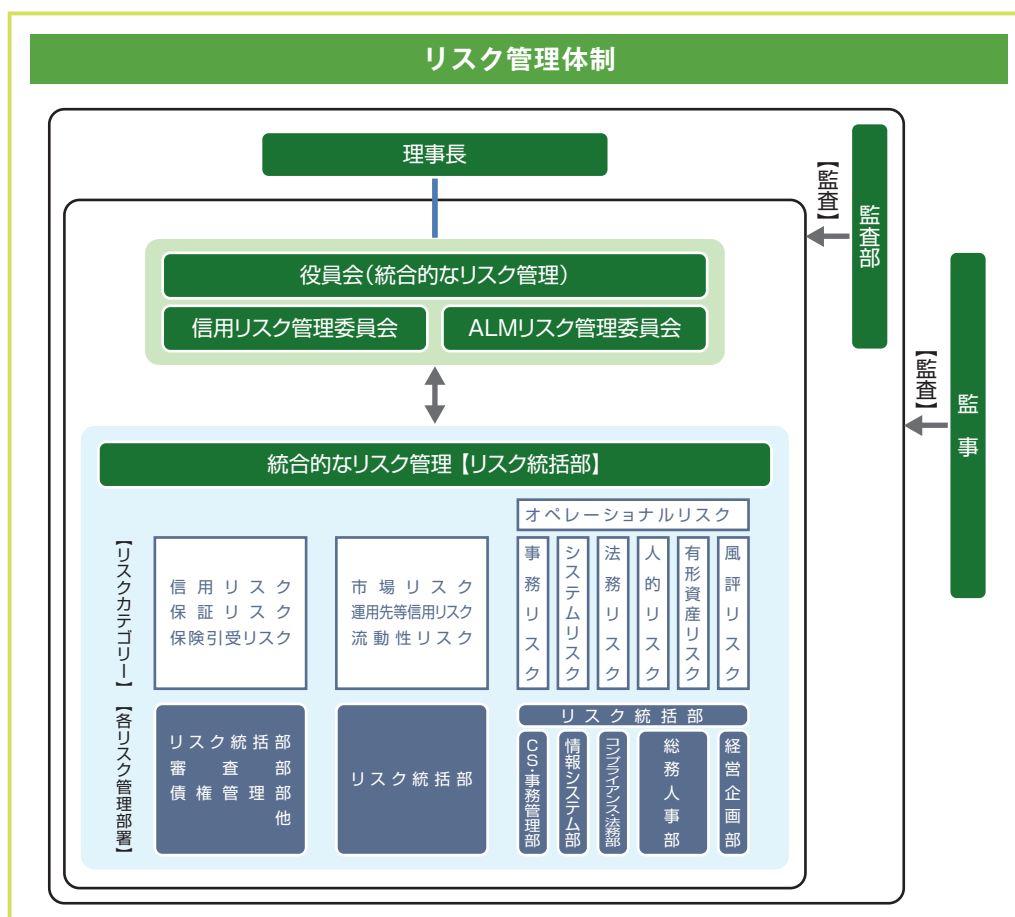 リスク管理体制
理事長
【監査】
監査部
【監査】
監事
役員会(統合的なリスク管理)
信用リスク管理委員会
ALMリスク管理委員会
統合的なリスク管理【リスク統括部】
【リスクカテゴリー】
信用リスク
保証リスク
保険引受リスク
市場リスク
運用先等信用リスク
流動性リスク
オペレーショナルリスク
事務リスク
システムリスク
法務リスク
人的リスク
有形資産リスク
風評リスク
【各リスク管理部署】
リスク統括部
審査部
債権管理部
他
リスク統括部
リスク統括部
CS・事務管理部
情報システム部
コンプライアンス・法務部
総務人事部
経営企画部